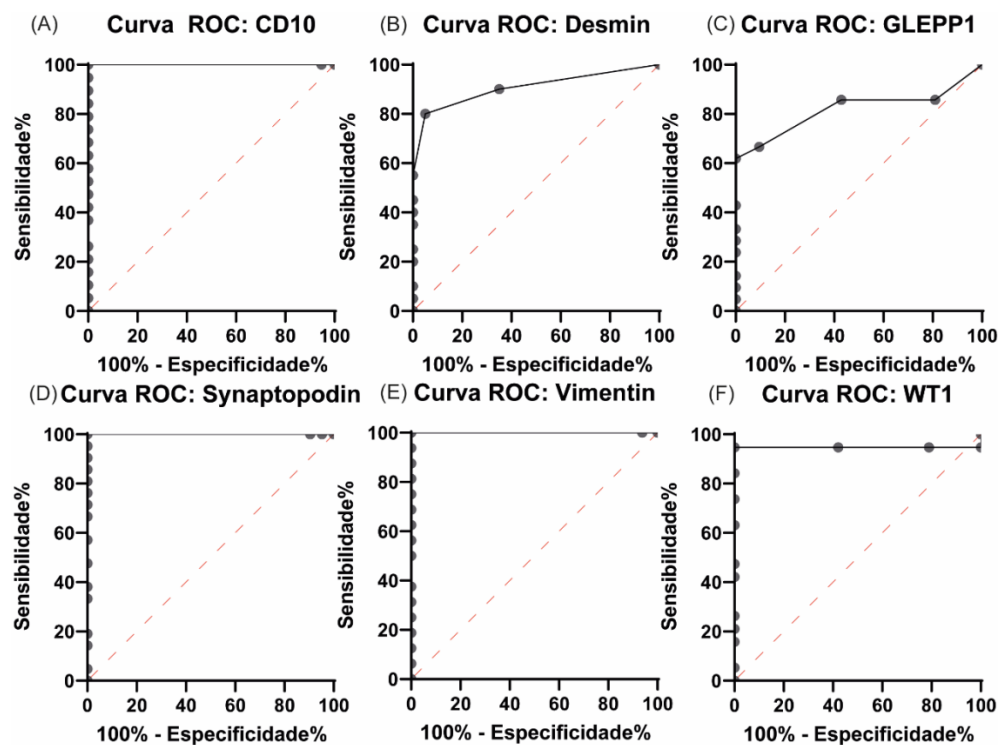 (A) Curva ROC: CD10
Sensibilidade%
100
80
60
40
20
0
0 20 40 60 80 100
100% - Especificidade%
(B) Curva ROC: Desmin
Sensibilidade%
100
80
60
40
20
0
0 20 40 60 80 100
100% - Especificidade%
(C) Curva ROC: GLEPP1
Sensibilidade%
100
80
60
40
20
0
0 20 40 60 80 100
100% - Especificidade%
(D) Curva ROC: Synaptopodin
Sensibilidade%
100
80
60
40
20
0
0 20 40 60 80 100
100% - Especificidade%
(E) Curva ROC: Vimentin
Sensibilidade%
100
80
60
40
20
0
0 20 40 60 80 100
100% - Especificidade%
(F) Curva ROC: WT1
Sensibilidade%
100
80
60
40
20
0
0 20 40 60 80 100
100% - Especificidade%